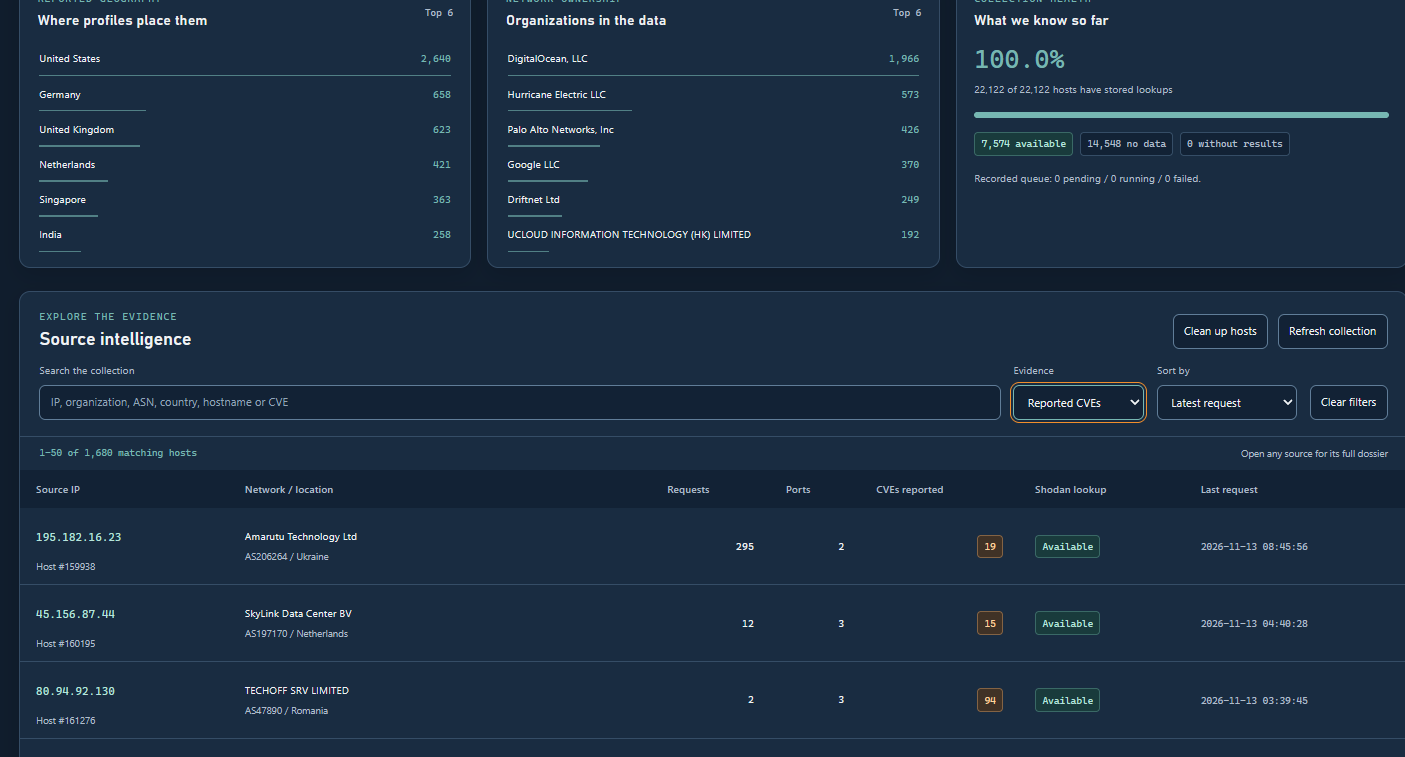 Where profiles place them
Top 6
United States 2,640
Germany 658
United Kingdom 623
Netherlands 421
Singapore 363
India 258
Organizations in the data
Top 6
DigitalOcean, LLC 1,966
Hurricane Electric LLC 573
Palo Alto Networks, Inc 426
Google LLC 370
Driftnet Ltd 249
UCLOUD INFORMATION TECHNOLOGY (HK) LIMITED 192
What we know so far
100.0%
22,122 of 22,122 hosts have stored lookups
7,574 available 14,548 no data 0 without results
Recorded queue: 0 pending / 0 running / 0 failed.
EXPLORE THE EVIDENCE
Source intelligence
Clean up hosts Refresh collection
Search the collection Evidence Sort by
IP, organization, ASN, country, hostname or CVE Reported CVEs Latest request Clear filters
1–50 of 1,680 matching hosts Open any source for its full dossier
Source IP Network / location Requests Ports CVEs reported Shodan lookup Last request
195.182.16.23 Amarutu Technology Ltd 295 2 19 Available 2026-11-13 08:45:56
Host #159938 AS206264 / Ukraine
45.156.87.44 SkyLink Data Center BV 12 3 15 Available 2026-11-13 04:40:28
Host #160195 AS197170 / Netherlands
80.94.92.130 TECHOFF SRV LIMITED 2 3 94 Available 2026-11-13 03:39:45
Host #161276 AS47890 / Romania